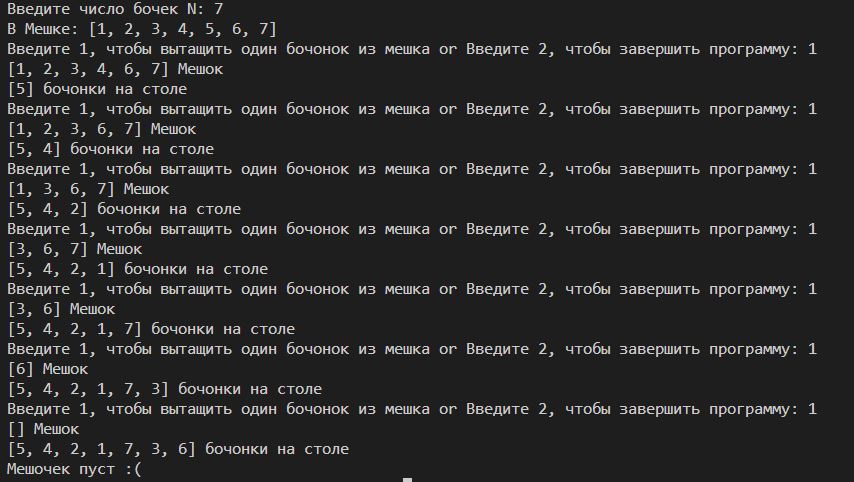 Введите число бочек N: 7
В Мешке: [1, 2, 3, 4, 5, 6, 7]
Введите 1, чтобы вытащить один бочонок из мешка or Введите 2, чтобы завершить программу: 1
[1, 2, 3, 4, 6, 7] Мешок
[5] бочонки на столе
Введите 1, чтобы вытащить один бочонок из мешка or Введите 2, чтобы завершить программу: 1
[1, 2, 3, 6, 7] Мешок
[5, 4] бочонки на столе
Введите 1, чтобы вытащить один бочонок из мешка or Введите 2, чтобы завершить программу: 1
[1, 3, 6, 7] Мешок
[5, 4, 2] бочонки на столе
Введите 1, чтобы вытащить один бочонок из мешка or Введите 2, чтобы завершить программу: 1
[3, 6, 7] Мешок
[5, 4, 2, 1] бочонки на столе
Введите 1, чтобы вытащить один бочонок из мешка or Введите 2, чтобы завершить программу: 1
[3, 6] Мешок
[5, 4, 2, 1, 7] бочонки на столе
Введите 1, чтобы вытащить один бочонок из мешка or Введите 2, чтобы завершить программу: 1
[6] Мешок
[5, 4, 2, 1, 7, 3] бочонки на столе
Введите 1, чтобы вытащить один бочонок из мешка or Введите 2, чтобы завершить программу: 1
[] Мешок
[5, 4, 2, 1, 7, 3, 6] бочонки на столе
Мешочек пуст :(